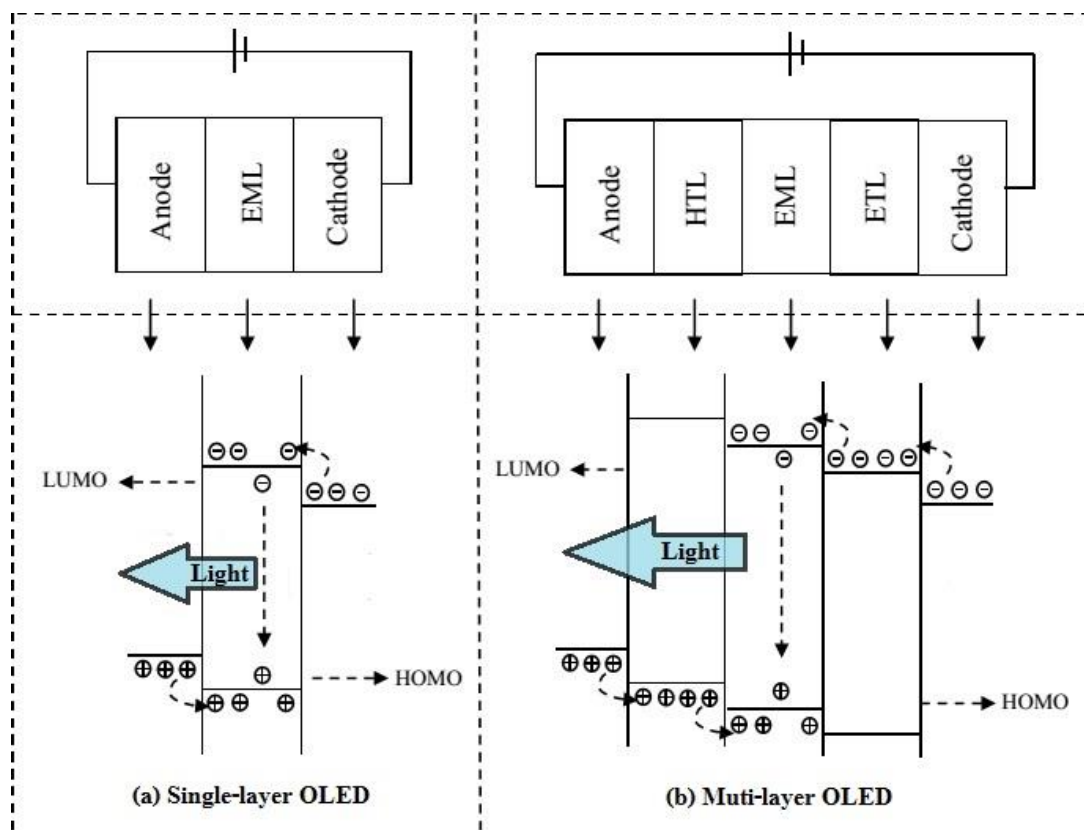 Anode
EML
Cathode
LUMO
Light
HOMO
(a) Single-layer OLED
Anode
HTL
EML
ETL
Cathode
LUMO
Light
HOMO
(b) Muti-layer OLED